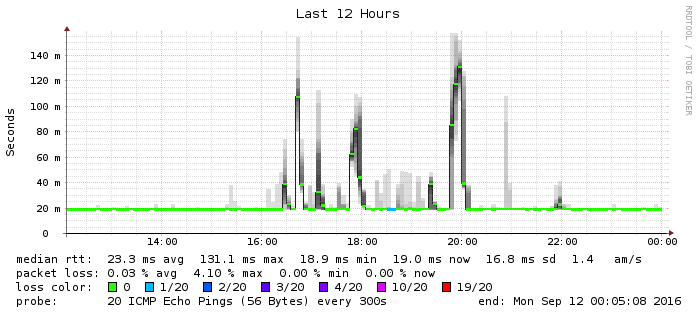 Last 12 Hours
RRDTOOL / TOBI OETIKER
Seconds
140 m
120 m
100 m
80 m
60 m
40 m
20 m
0
14:00 16:00 18:00 20:00 22:00 00:00
median rtt: 23.3 ms avg 131.1 ms max 18.9 ms min 19.0 ms now 16.8 ms sd 1.4 am/s
packet loss: 0.03 % avg 4.10 % max 0.00 % min 0.00 % now
loss color: 0 1/20 2/20 3/20 4/20 10/20 19/20
probe: 20 ICMP Echo Pings (56 Bytes) every 300s end: Mon Sep 12 00:05:08 2016